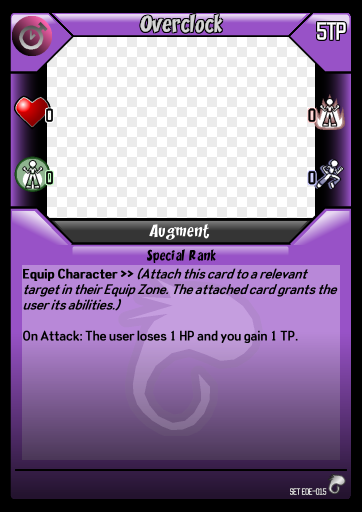 Overclock
5TP
0
0
0
0
Augment
Special Rank
Equip Character >> (Attach this card to a relevant
target in their Equip Zone. The attached card grants the
user its abilities.)
On Attack: The user loses 1 HP and you gain 1 TP.
SET EOE-015